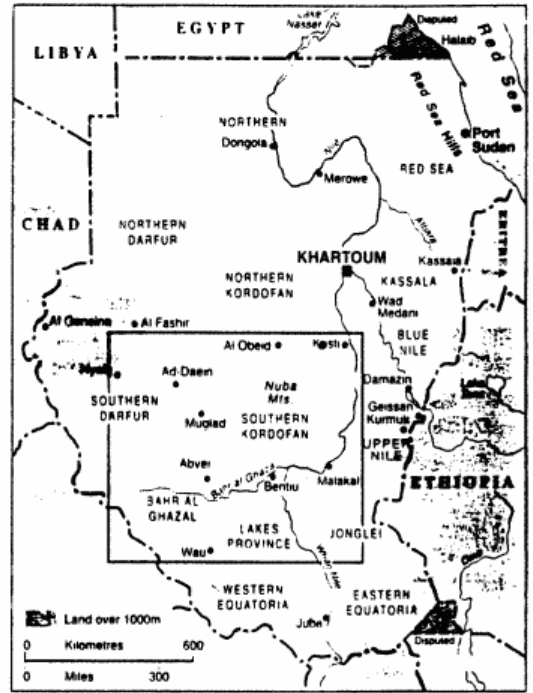 EGYPT
LIBYA
Lake
Nasser
Disputed
Halaib
Red Sea
Red Sea Hills
Port
Sudan
NORTHERN
Dongola
Nile
Merowe
RED SEA
CHAD
NORTHERN
DARFUR
Atbara
ERITREA
KHARTOUM
Kassala
NORTHERN
KORDOFAN
KASSALA
Wad
Medani
Al Geneina
Al Fashir
BLUE
NILE
Al Obeid
Kosti
Nyala
Ad-Daein
Nuba
Mts.
Damazin
Lake
Tana
SOUTHERN
DARFUR
Muglad
SOUTHERN
KORDOFAN
Geissan
Kurmuk
UPPER
NILE
Abyei
Bahr al Ghazal
Bentiu
Malakal
ETHIOPIA
BAHR AL
GHAZAL
LAKES
PROVINCE
JONGLEI
Wau
White Nile
Omo
WESTERN
EQUATORIA
EASTERN
EQUATORIA
Juba
Land over 1000m
Disputed
0 Kilometres 600
0 Miles 300